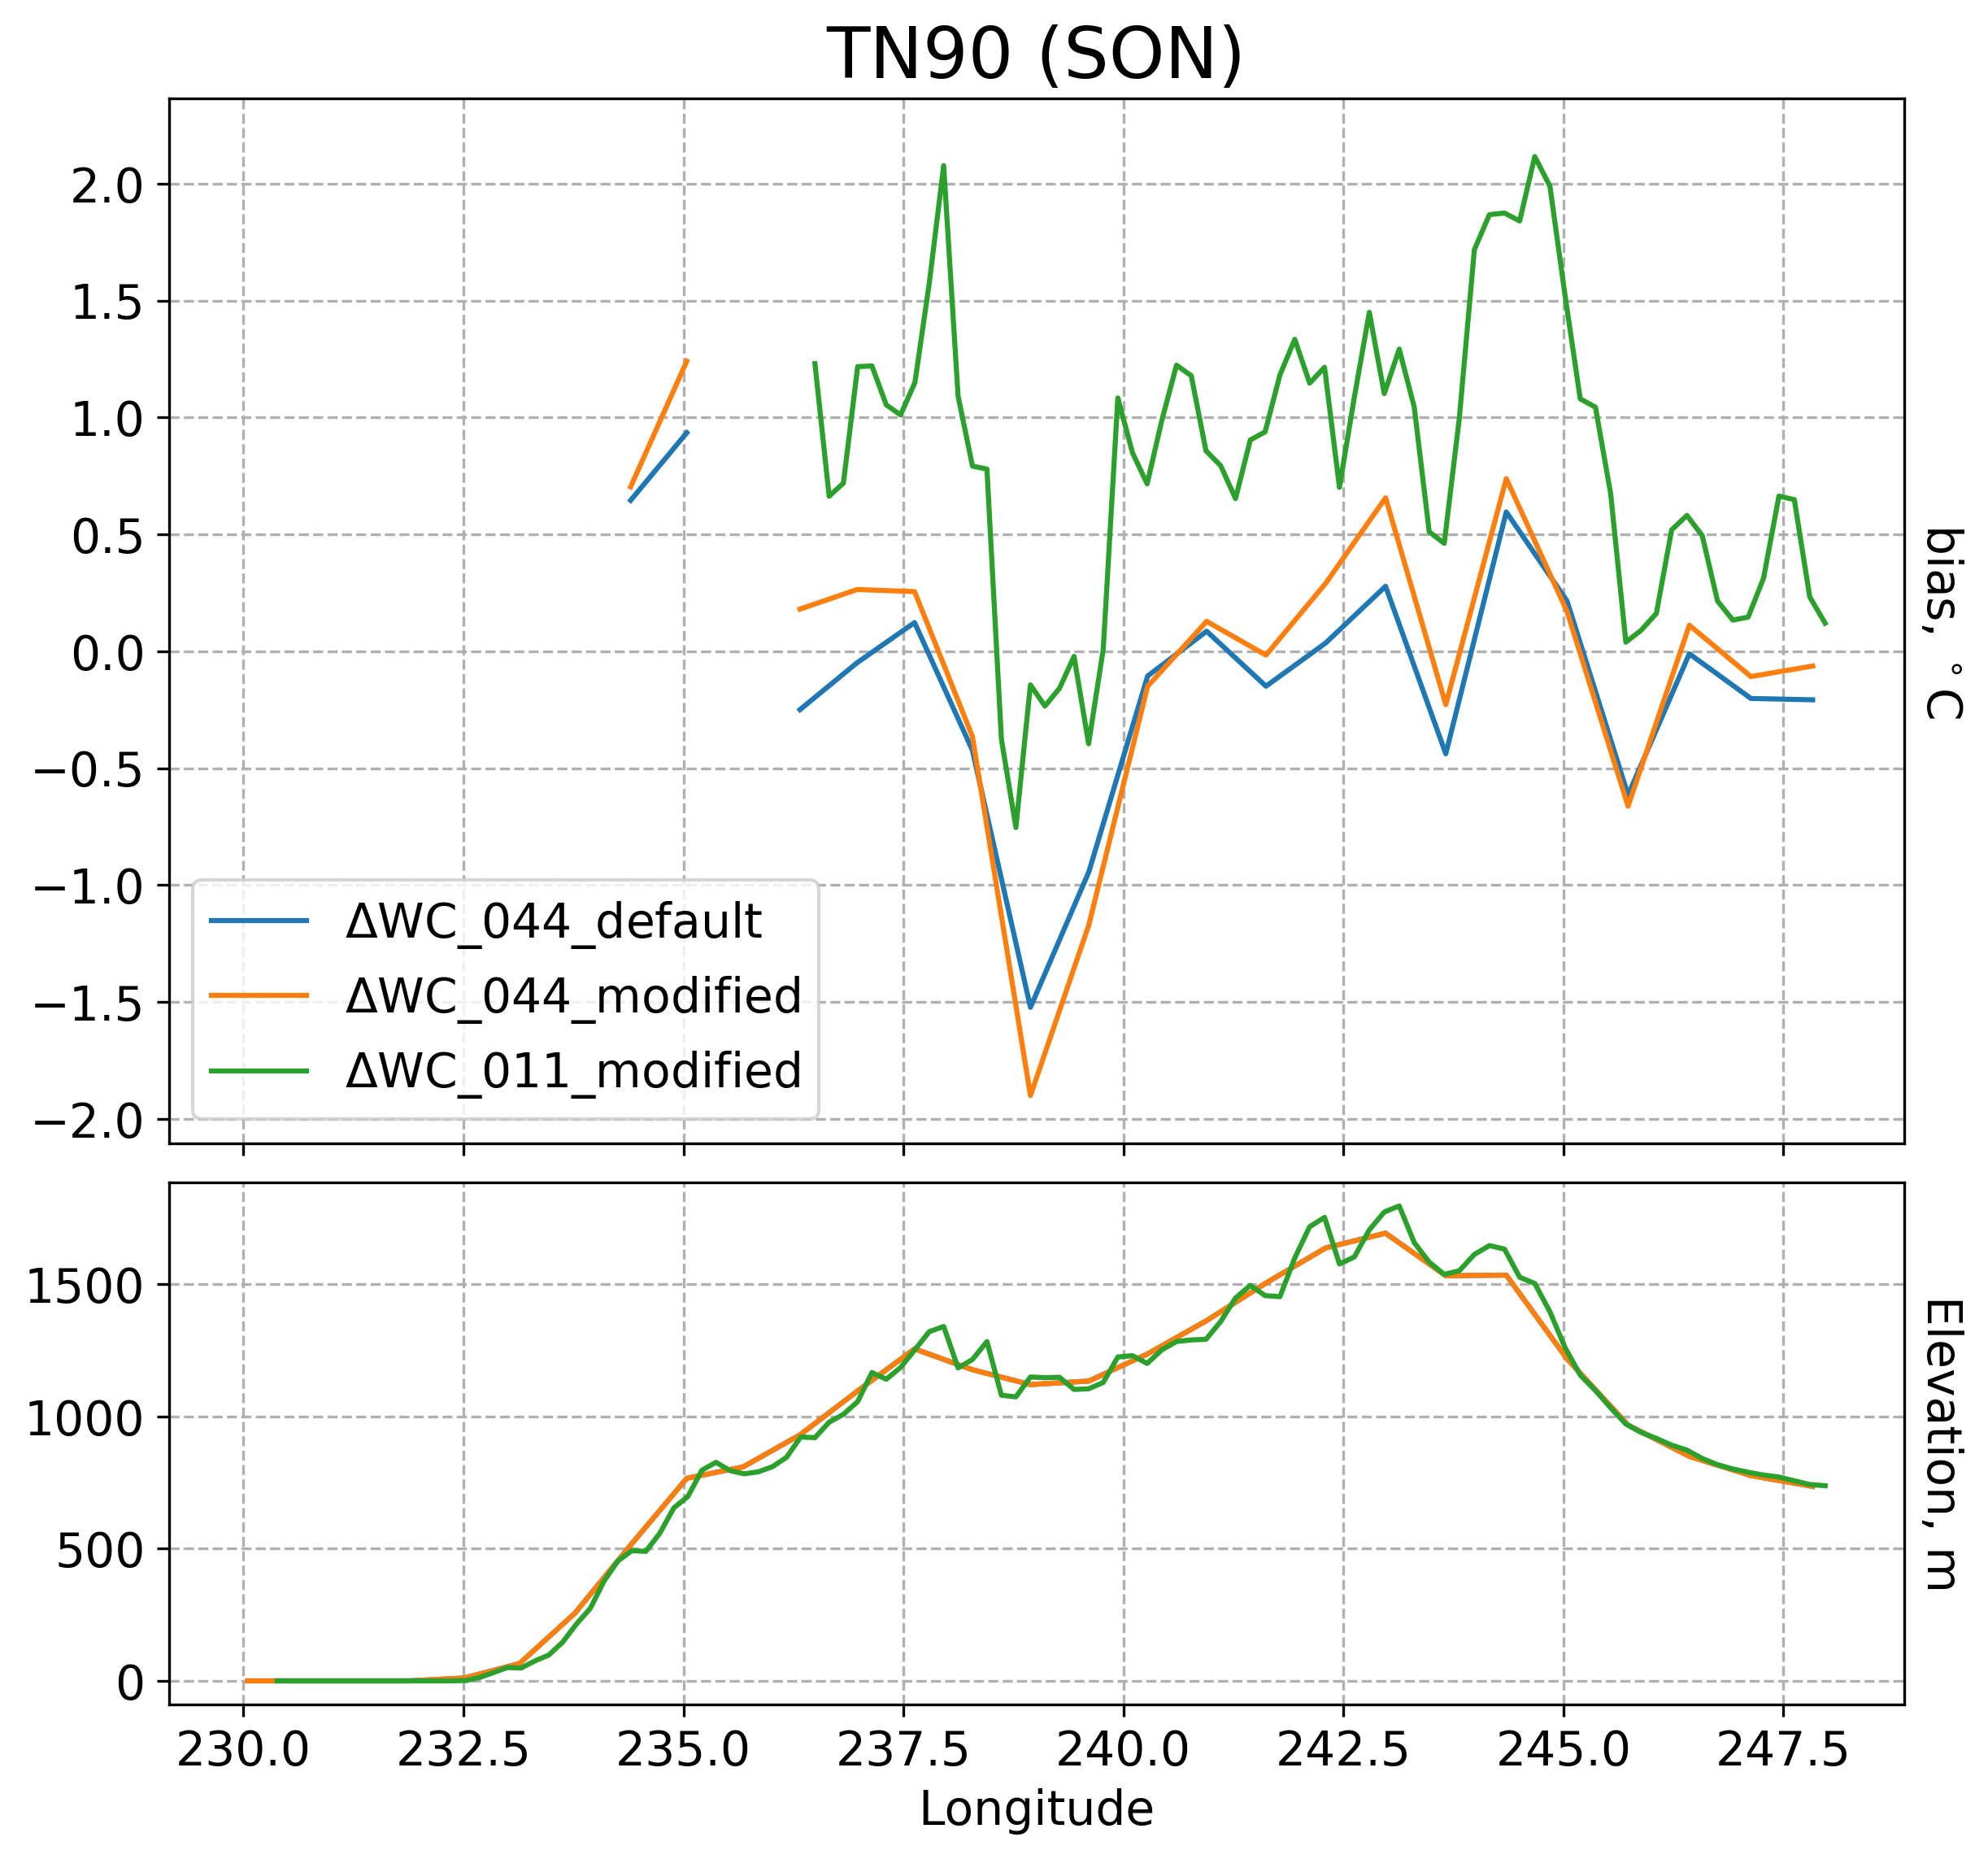 TN90 (SON)
2.0
1.5
1.0
0.5
0.0
−0.5
−1.0
−1.5
−2.0
bias, °C
ΔWC_044_default
ΔWC_044_modified
ΔWC_011_modified
1500
1000
500
0
Elevation, m
230.0 232.5 235.0 237.5 240.0 242.5 245.0 247.5
Longitude